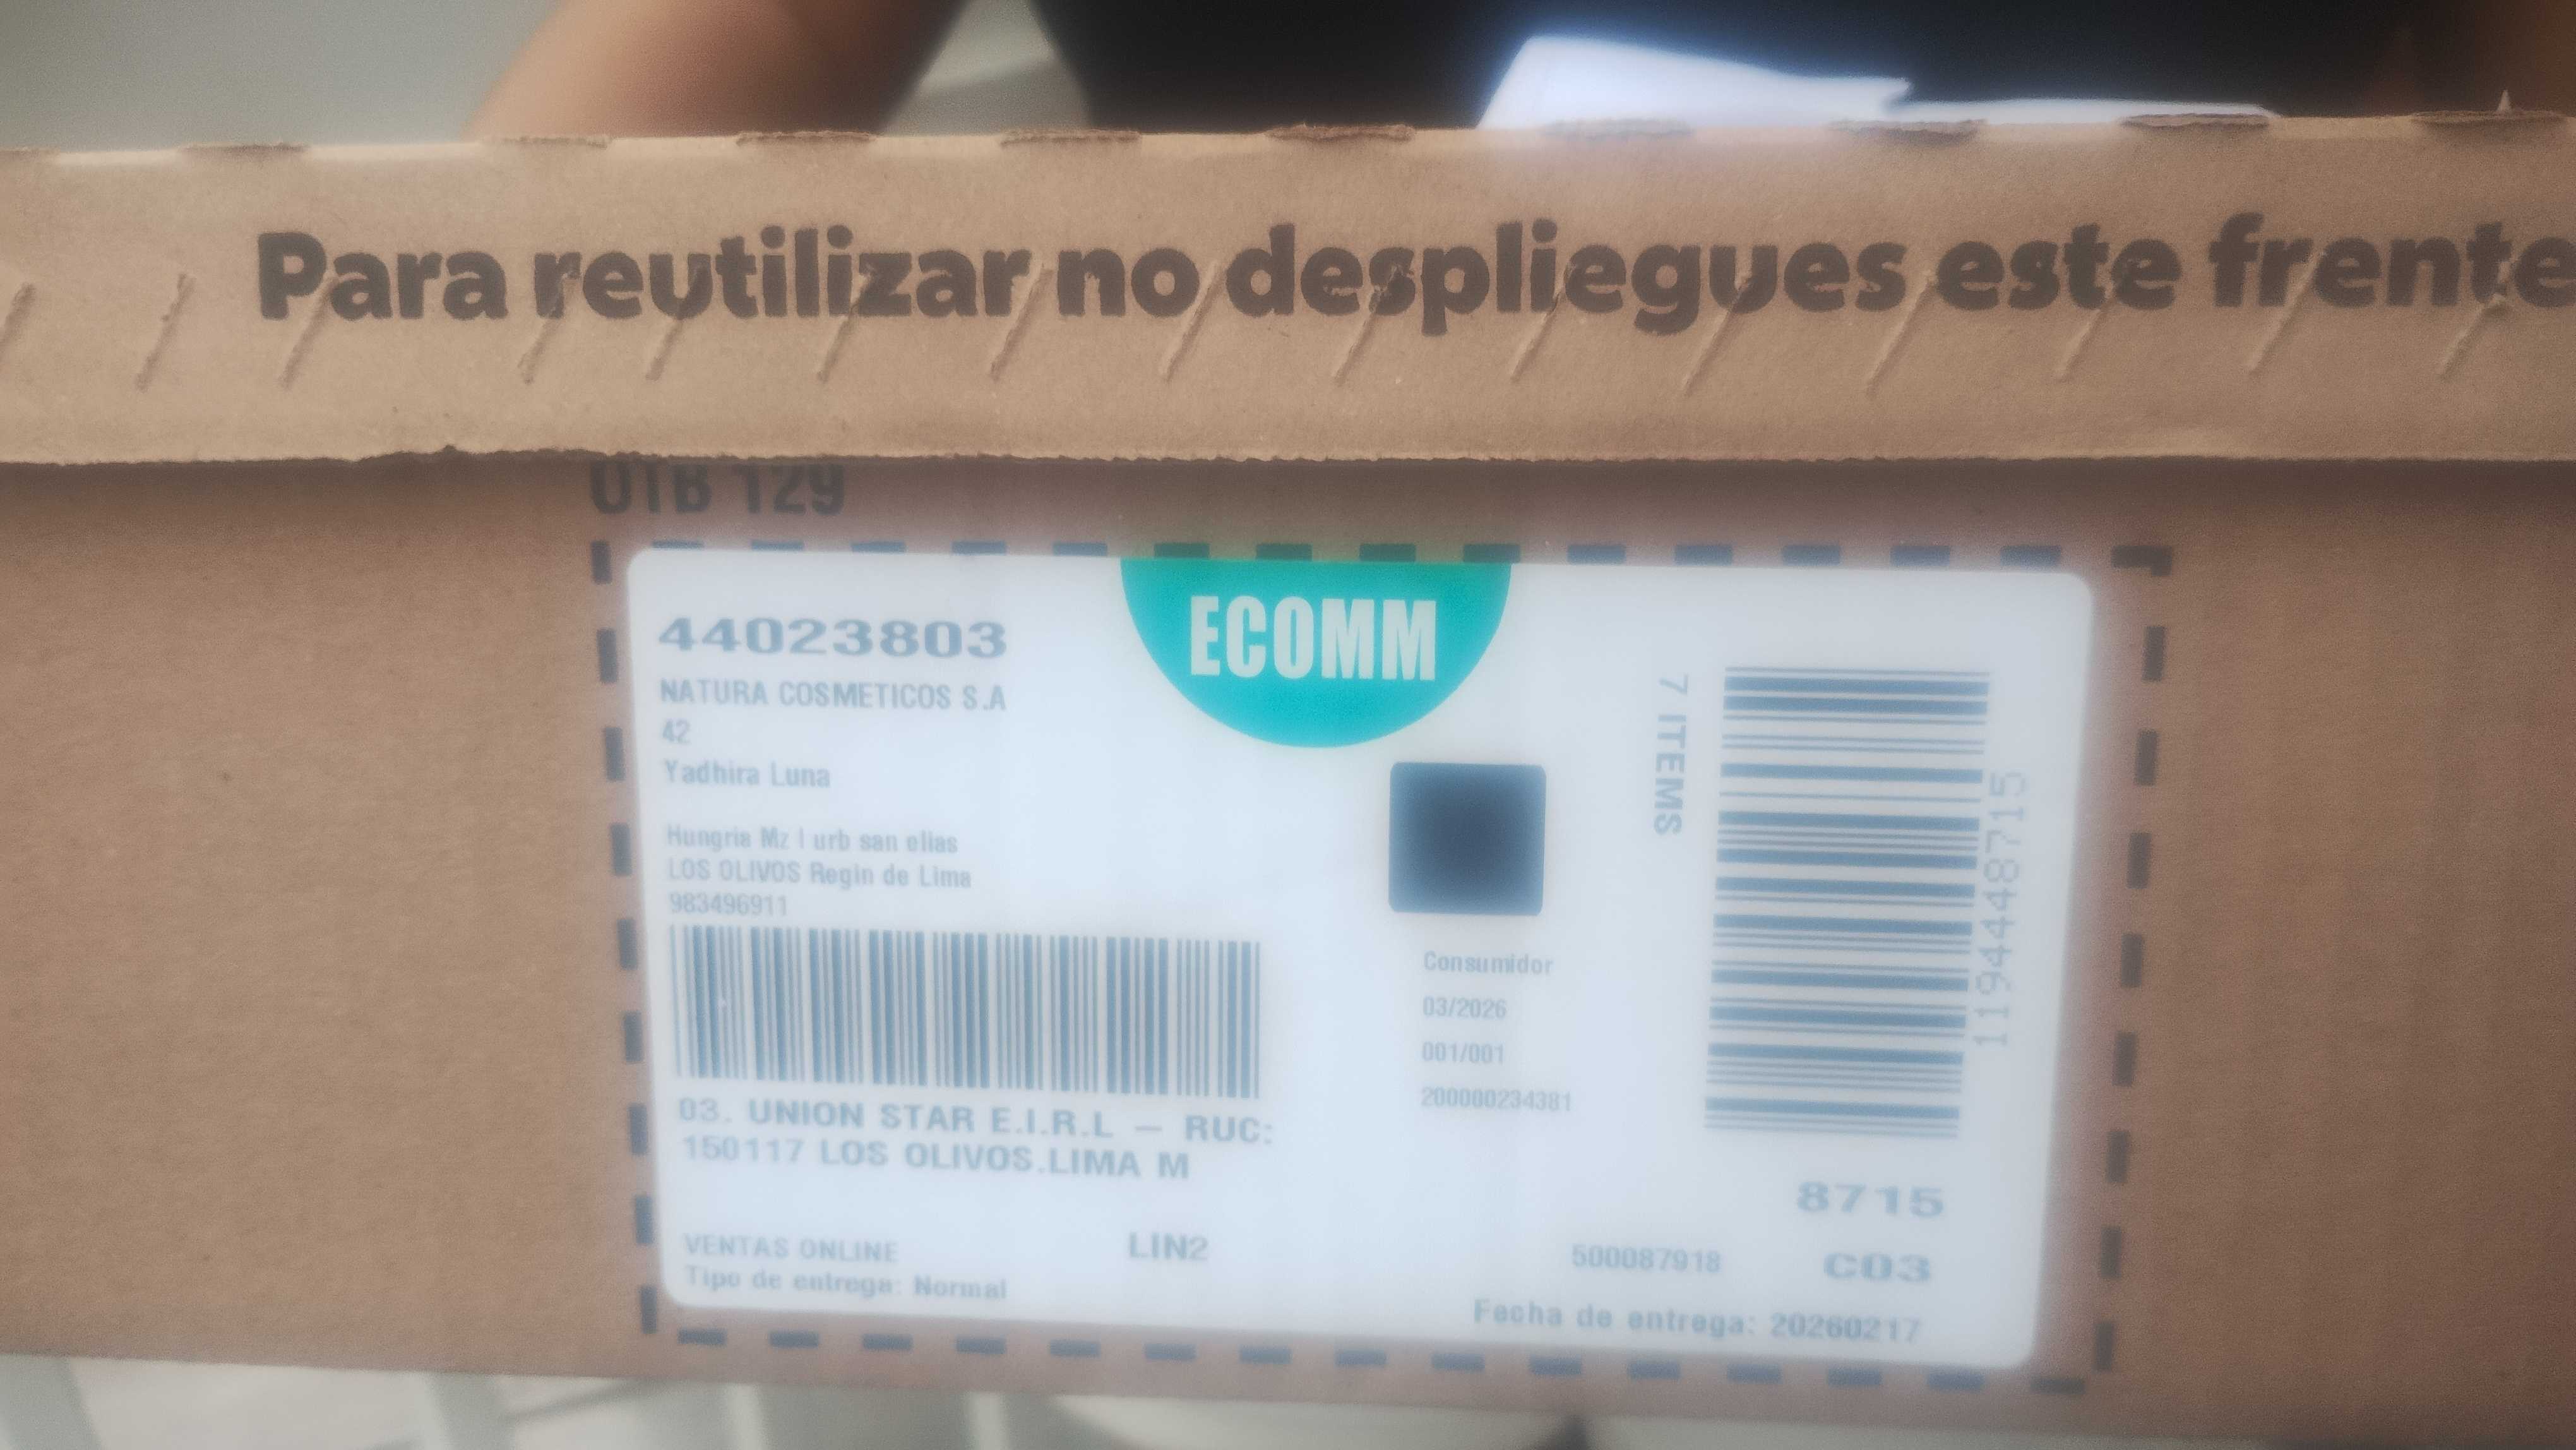 Para reutilizar no despliegues este frente
UTB 129
ECOMM
44023803
NATURA COSMETICOS S.A
42
Yadhira Luna
Hungria Mz I urb san elias
LOS OLIVOS Regin de Lima
983496911
03. UNION STAR E.I.R.L — RUC:
150117 LOS OLIVOS.LIMA M
VENTAS ONLINE
LIN2
Tipo de entrega: Normal
Consumidor
03/2026
001/001
200000234381
7 ITEMS
1194448715
8715
500087918
C03
Fecha de entrega: 20260217